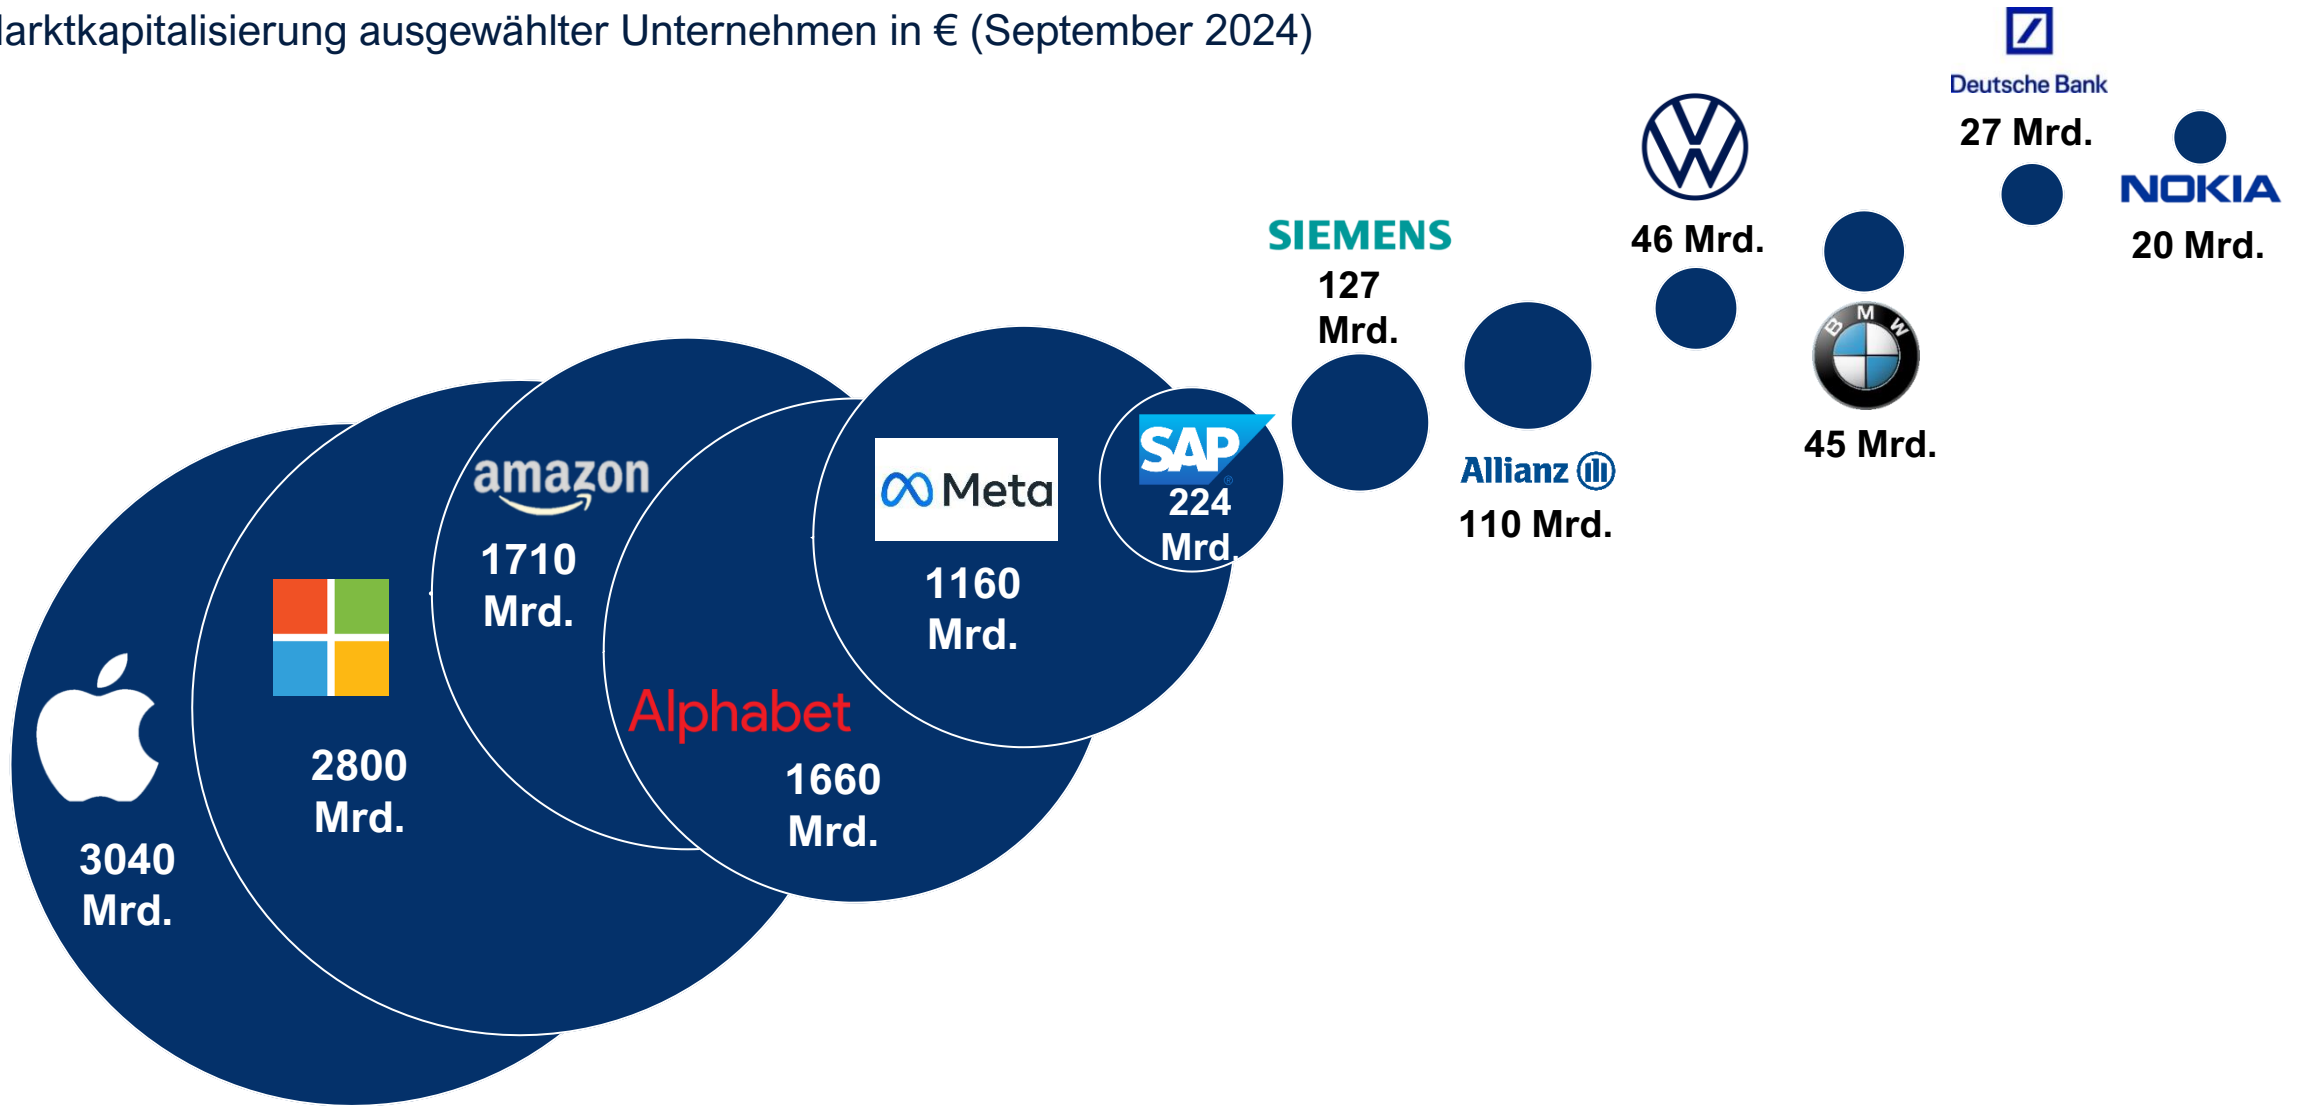 arktkapitalisierung ausgewählter Unternehmen in € (September 2024)
Deutsche Bank
27 Mrd.
NOKIA
20 Mrd.
46 Mrd.
BMW
45 Mrd.
SIEMENS
127
Mrd.
Allianz
110 Mrd.
SAP
®
224
Mrd.
Meta
1160
Mrd.
amazon
1710
Mrd.
Alphabet
1660
Mrd.
2800
Mrd.
3040
Mrd.